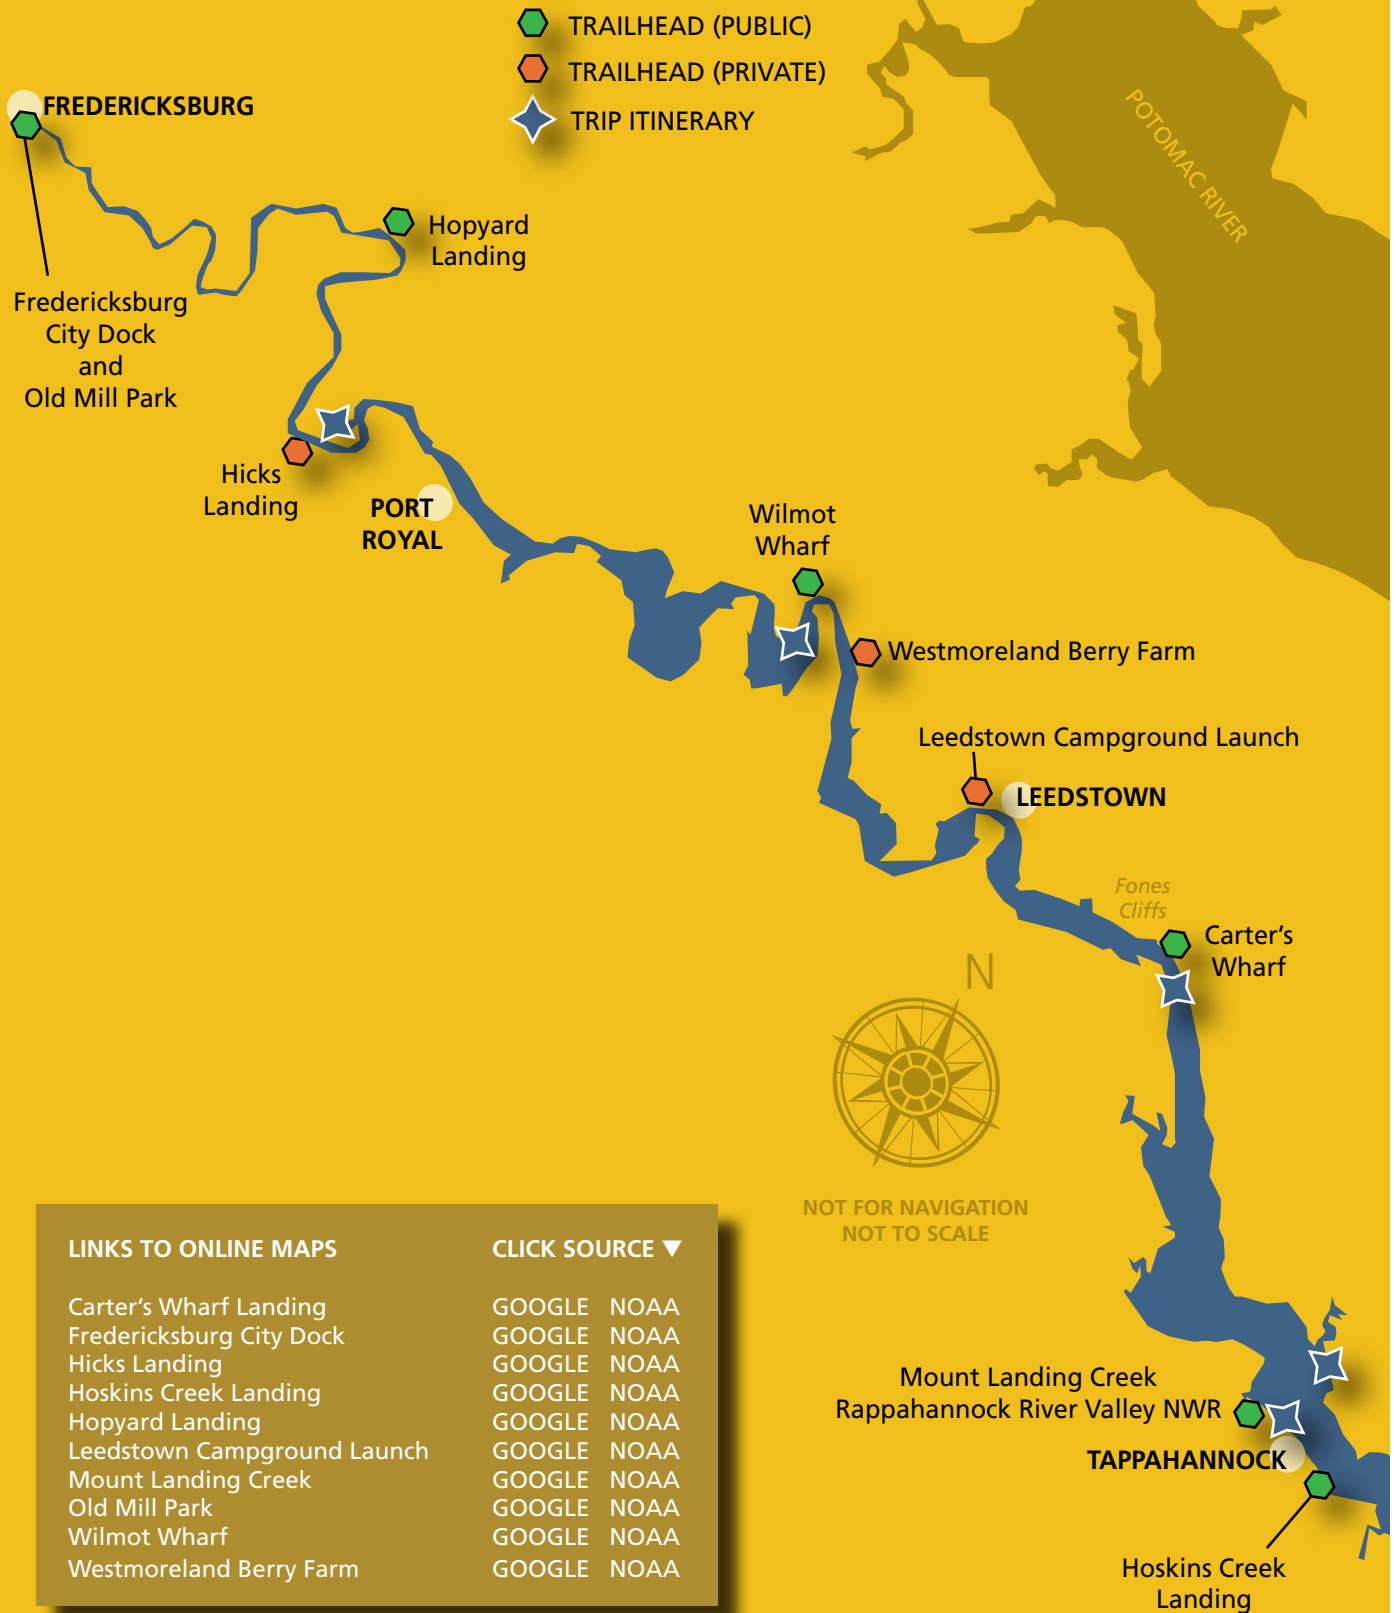 TRAILHEAD (PUBLIC)
TRAILHEAD (PRIVATE)
TRIP ITINERARY
POTOMAC RIVER
FREDERICKSBURG
Hopyard
Landing
Fredericksburg
City Dock
and
Old Mill Park
Hicks
Landing
PORT
ROYAL
Wilmot
Wharf
Westmoreland Berry Farm
Leedstown Campground Launch
LEEDSTOWN
Fones
Cliffs
Carter's
Wharf
N
NOT FOR NAVIGATION
NOT TO SCALE
LINKS TO ONLINE MAPS CLICK SOURCE ▼
Carter's Wharf Landing GOOGLE NOAA
Fredericksburg City Dock GOOGLE NOAA
Hicks Landing GOOGLE NOAA
Hoskins Creek Landing GOOGLE NOAA
Hopyard Landing GOOGLE NOAA
Leedstown Campground Launch GOOGLE NOAA
Mount Landing Creek GOOGLE NOAA
Old Mill Park GOOGLE NOAA
Wilmot Wharf GOOGLE NOAA
Westmoreland Berry Farm GOOGLE NOAA
Mount Landing Creek
Rappahannock River Valley NWR
TAPPAHANNOCK
Hoskins Creek
Landing